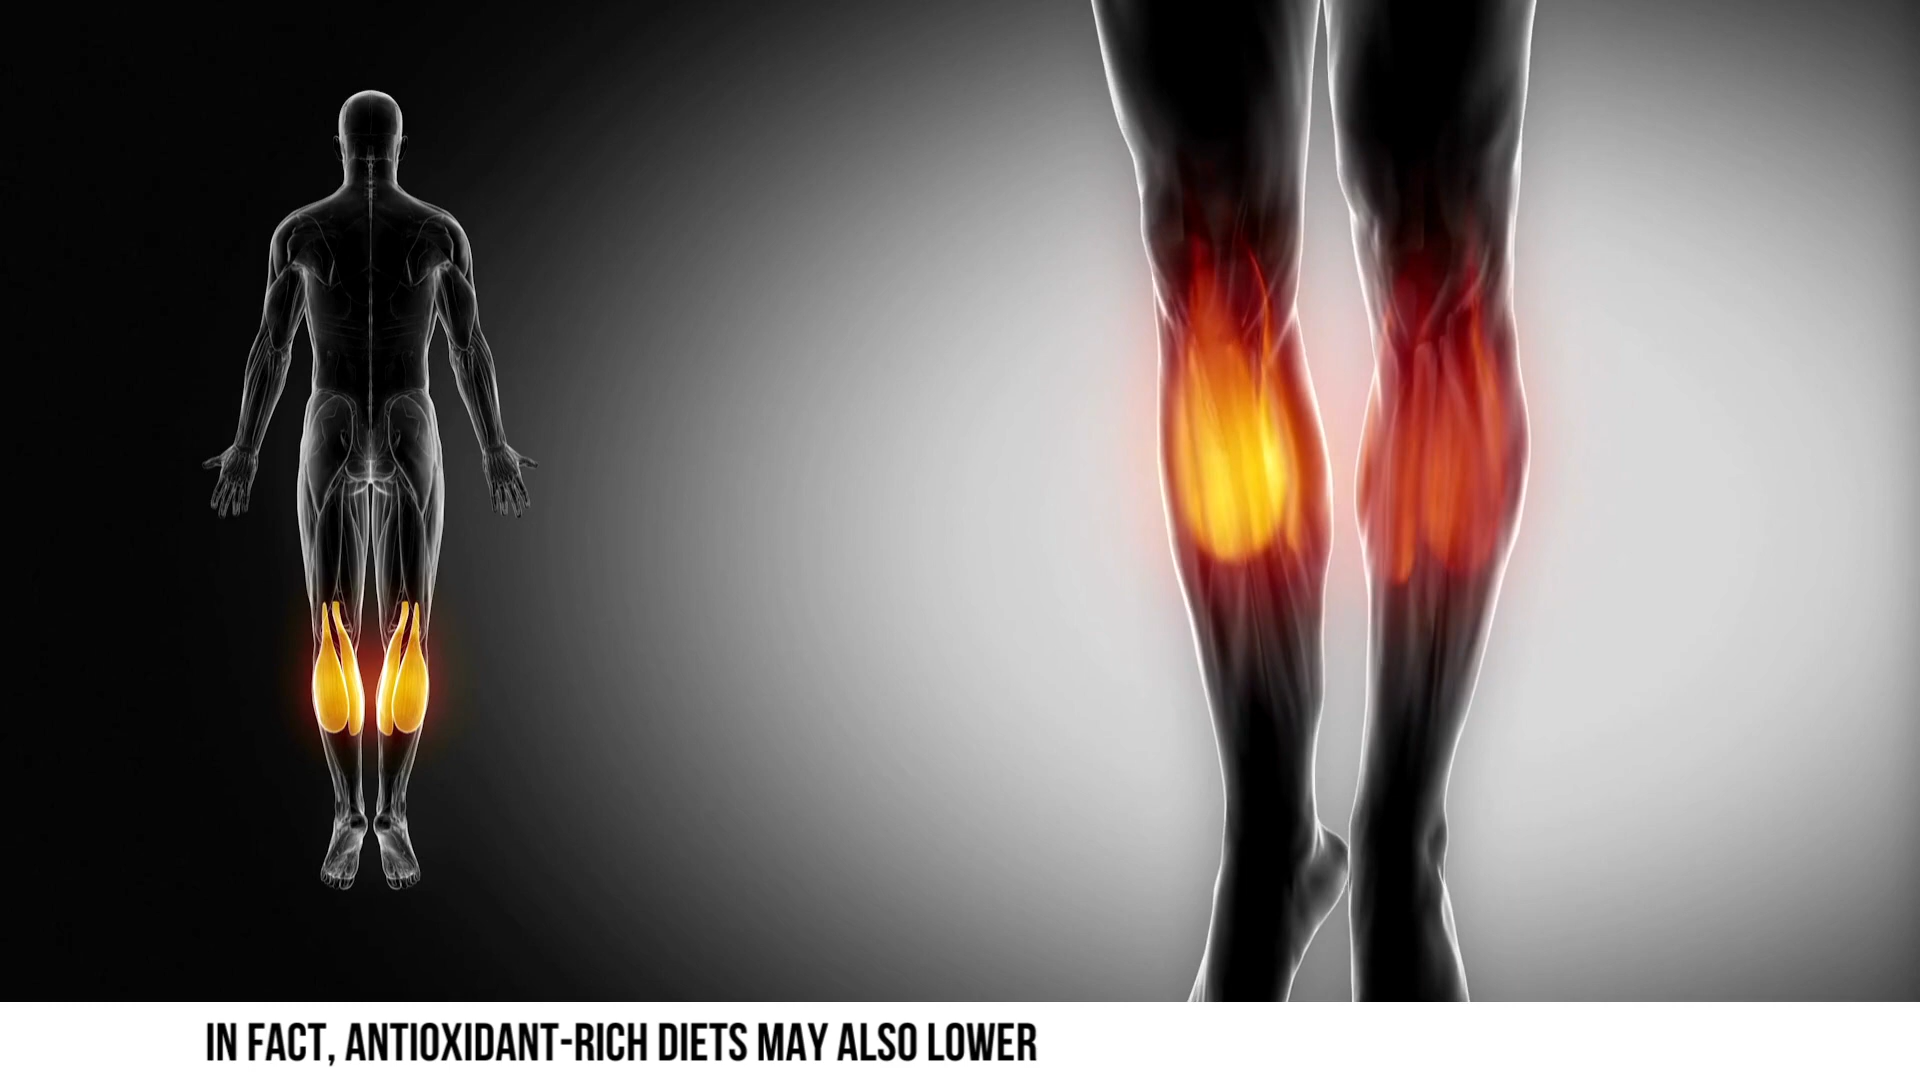 IN FACT, ANTIOXIDANT-RICH DIETS MAY ALSO LOWER